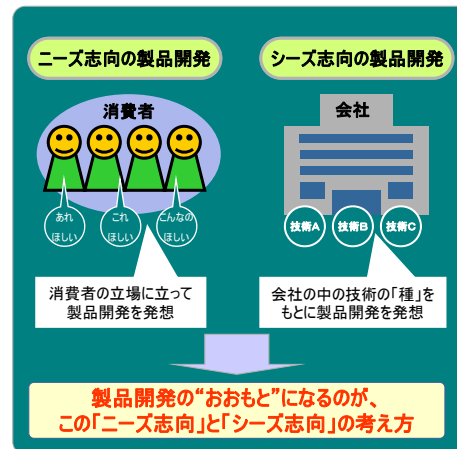 ニーズ志向の製品開発
シーズ志向の製品開発
消費者
会社
あれ
ほしい
これ
ほしい
こんなの
ほしい
技術A
技術B
技術C
消費者の立場に立って
製品開発を発想
会社の中の技術の「種」を
もとに製品開発を発想
製品開発の“おおもと”になるのが、
この「ニーズ志向」と「シーズ志向」の考え方